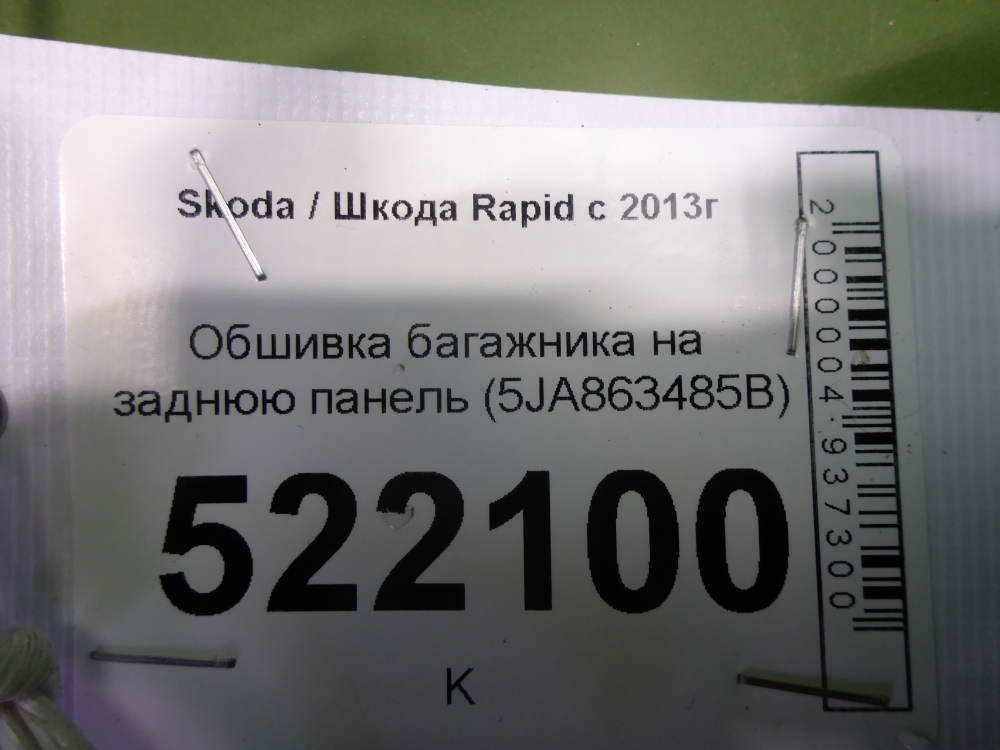 Skoda / Шкода Rapid с 2013г
Обшивка багажника на
заднюю панель (5JA863485B)
522100
К
2000004937300